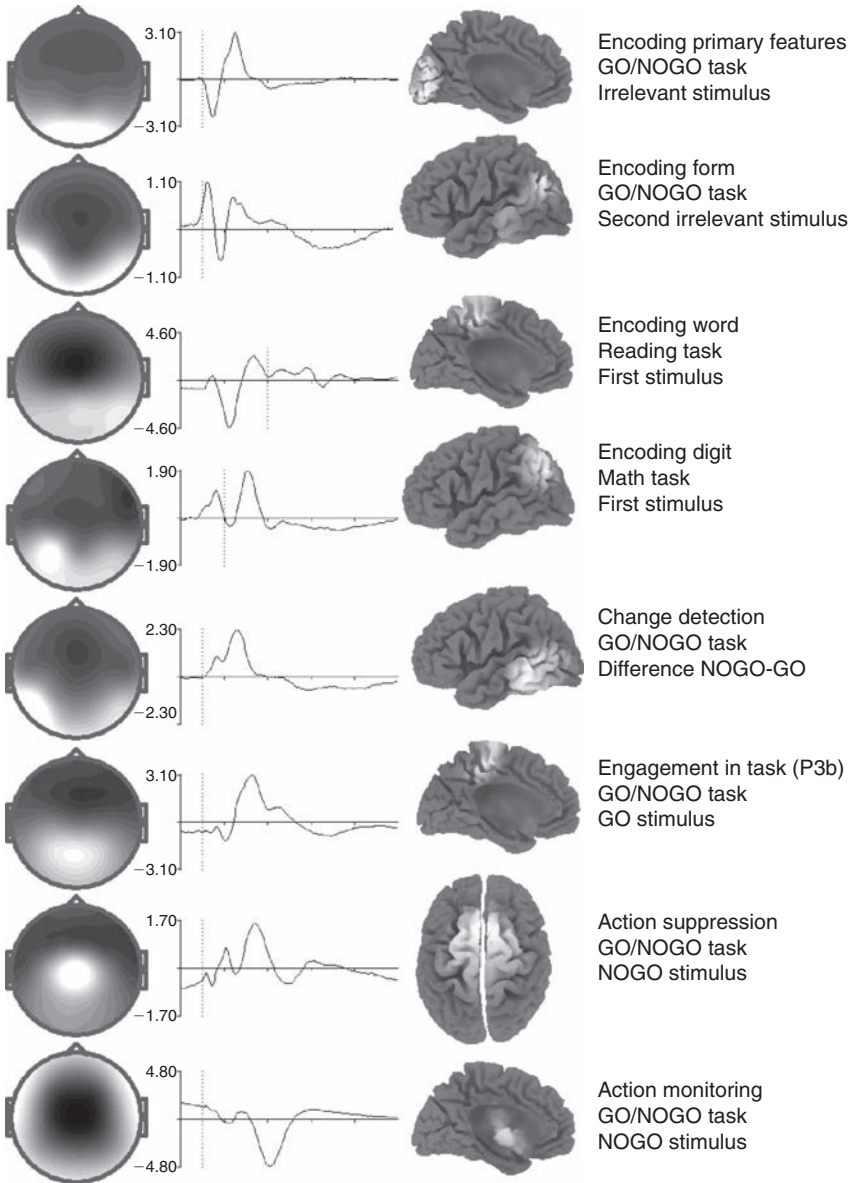 3.10
−3.10
Encoding primary features
GO/NOGO task
Irrelevant stimulus
1.10
−1.10
Encoding form
GO/NOGO task
Second irrelevant stimulus
4.60
−4.60
Encoding word
Reading task
First stimulus
1.90
−1.90
Encoding digit
Math task
First stimulus
2.30
−2.30
Change detection
GO/NOGO task
Difference NOGO-GO
3.10
−3.10
Engagement in task (P3b)
GO/NOGO task
GO stimulus
1.70
−1.70
Action suppression
GO/NOGO task
NOGO stimulus
4.80
−4.80
Action monitoring
GO/NOGO task
NOGO stimulus